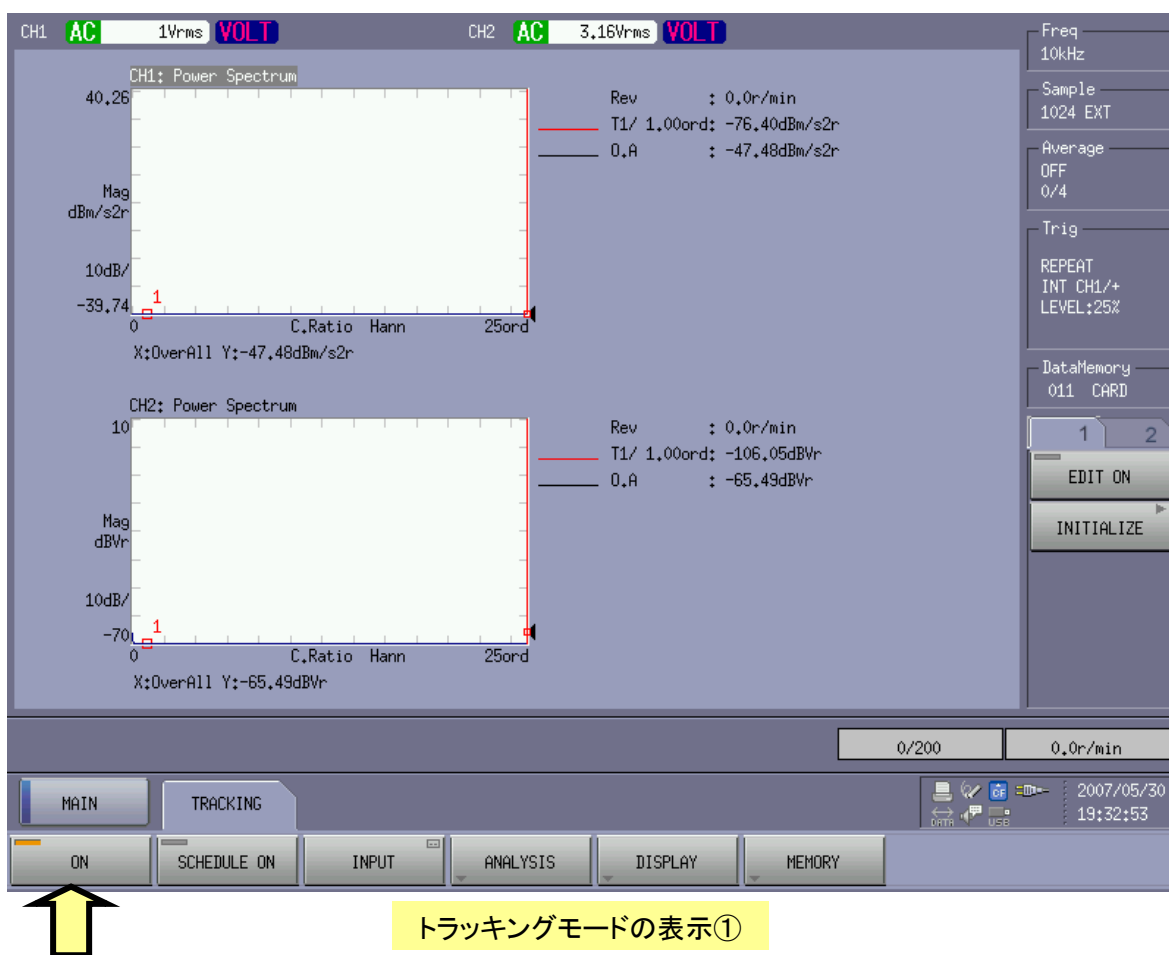 CH1 AC 1Vrms VOLT CH2 AC 3.16Vrms VOLT
CH1: Power Spectrum
40.26
Mag
dBm/s2r
10dB/
-39.74
1
0 C.Ratio Hann 25ord
X:OverAll Y:-47.48dBm/s2r
Rev : 0.0r/min
T1/ 1.00ord: -76.40dBm/s2r
O.A : -47.48dBm/s2r
CH2: Power Spectrum
10
Mag
dBVr
10dB/
-70
1
0 C.Ratio Hann 25ord
X:OverAll Y:-65.49dBVr
Rev : 0.0r/min
T1/ 1.00ord: -106.05dBVr
O.A : -65.49dBVr
Freq
10kHz
Sample
1024 EXT
Average
OFF
0/4
Trig
REPEAT
INT CH1/+
LEVEL:25%
DataMemory
011 CARD
1 2
EDIT ON
INITIALIZE
0/200 0.0r/min
MAIN TRACKING
CF
DATA USB
2007/05/30
19:32:53
ON SCHEDULE ON INPUT ANALYSIS DISPLAY MEMORY
トラッキングモードの表示①